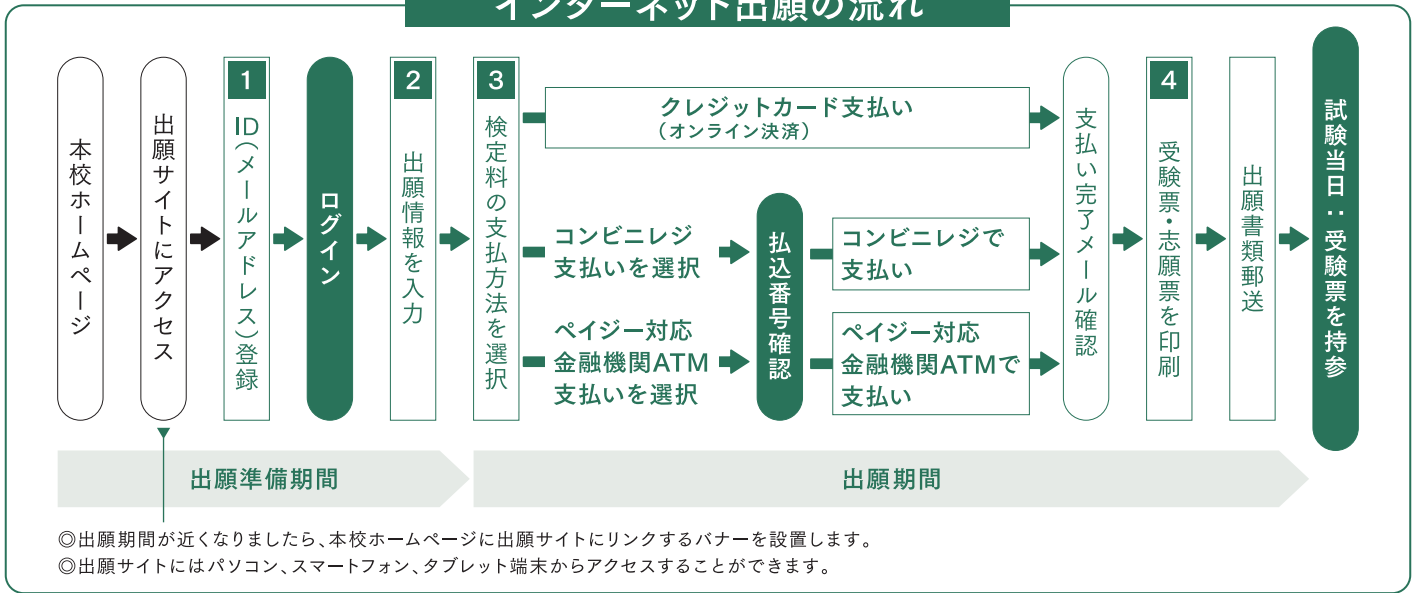 インターネット出願の流れ
本校ホームページ
出願サイトにアクセス
1
ID(メールアドレス)登録
ログイン
2
出願情報を入力
3
検定料の支払方法を選択
クレジットカード支払い
(オンライン決済)
コンビニレジ
支払いを選択
ペイジー対応
金融機関ATM
支払いを選択
払込番号確認
コンビニレジで
支払い
ペイジー対応
金融機関ATMで
支払い
支払い完了メール確認
4
受験票・志願票を印刷
出願書類郵送
試験当日：受験票を持参
出願準備期間
出願期間
◎出願期間が近くなりましたら、本校ホームページに出願サイトにリンクするバナーを設置します。
◎出願サイトにはパソコン、スマートフォン、タブレット端末からアクセスすることができます。